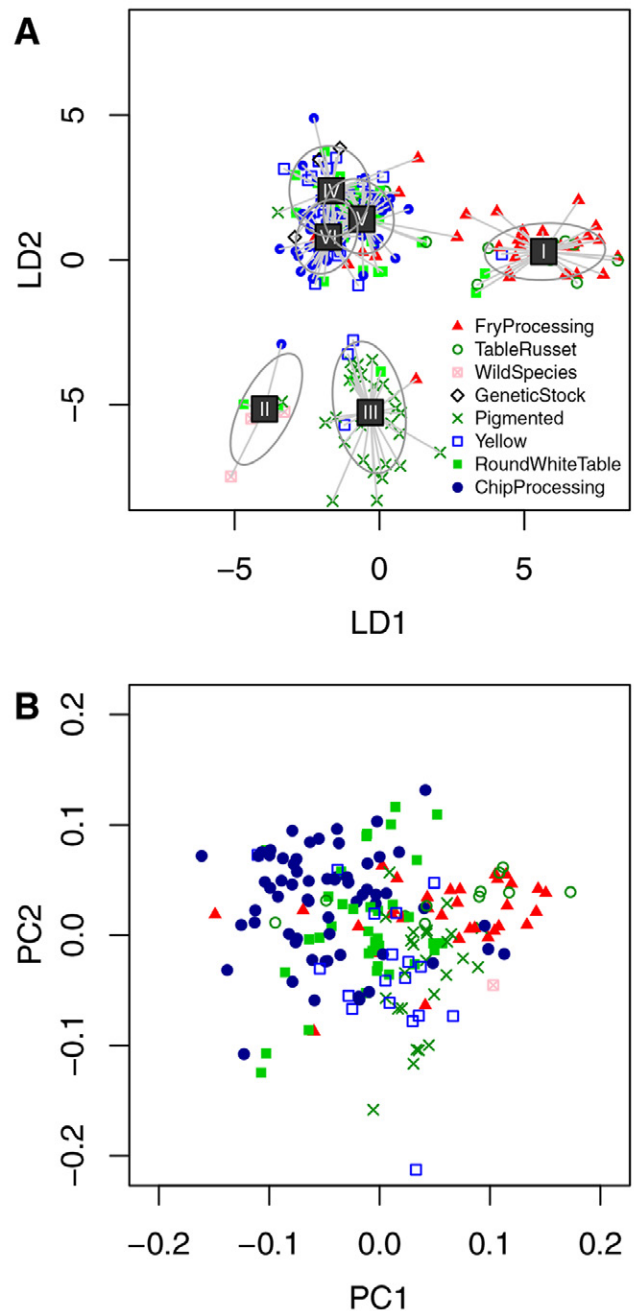 A
5
0
−5
LD2
IV
V
VI
I
II
III
FryProcessing
TableRusset
WildSpecies
GeneticStock
Pigmented
Yellow
RoundWhiteTable
ChipProcessing
−5
0
5
LD1
B
0.2
0.1
0.0
−0.1
−0.2
PC2
−0.2
−0.1
0.0
0.1
0.2
PC1